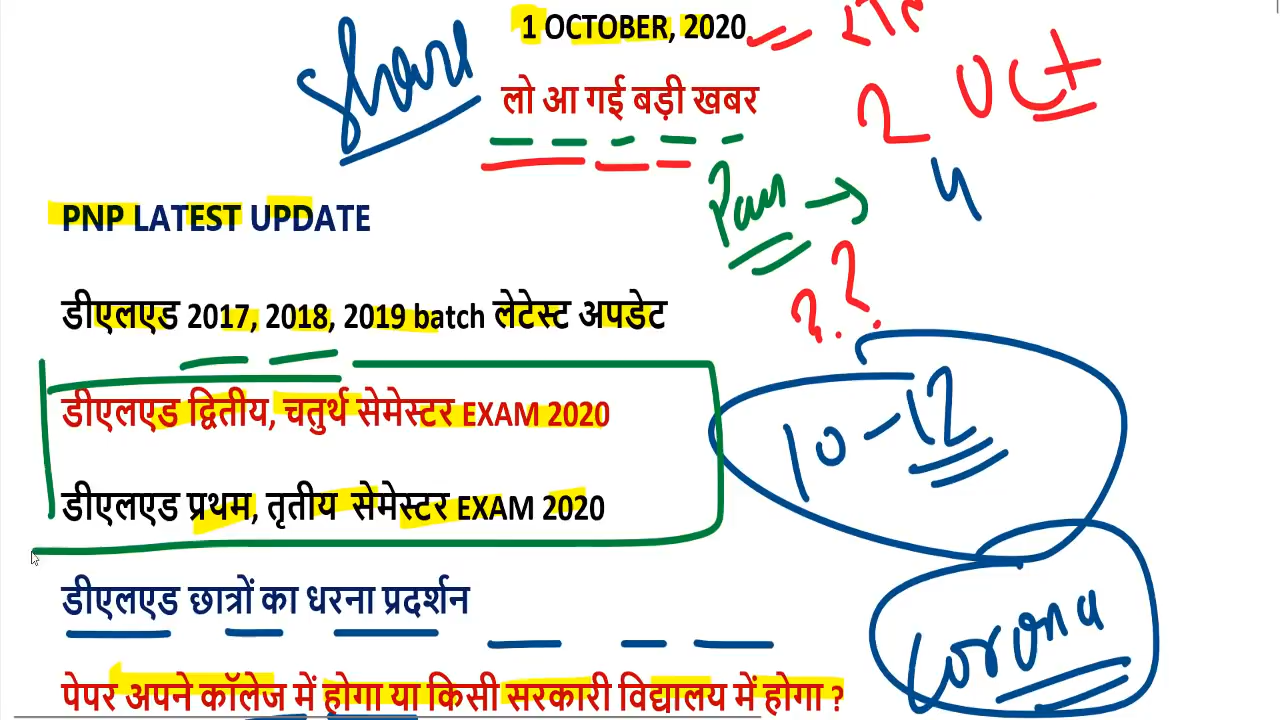 1 OCTOBER, 2020
Share
2 Oct
लो आ गई बड़ी खबर
4
PNP LATEST UPDATE
??
डीएलएड 2017, 2018, 2019 batch लेटेस्ट अपडेट
डीएलएड द्वितीय, चतुर्थ सेमेस्टर EXAM 2020
10-12
डीएलएड प्रथम, तृतीय सेमेस्टर EXAM 2020
डीएलएड छात्रों का धरना प्रदर्शन
Corona
पेपर अपने कॉलेज में होगा या किसी सरकारी विद्यालय में होगा ?